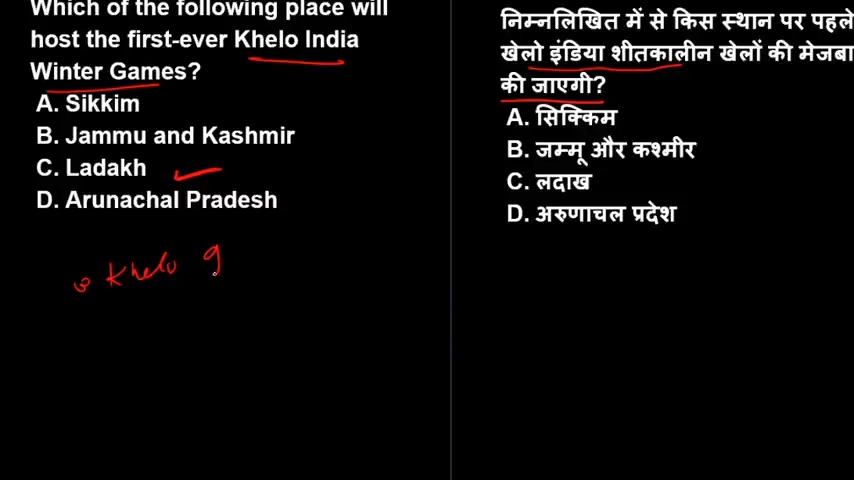 Which of the following place will
host the first-ever Khelo India
Winter Games?
A. Sikkim
B. Jammu and Kashmir
C. Ladakh
D. Arunachal Pradesh
Khelo
निम्नलिखित में से किस स्थान पर पहले
खेलो इंडिया शीतकालीन खेलों की मेजबा
की जाएगी?
A. सिक्किम
B. जम्मू और कश्मीर
C. लदाख
D. अरुणाचल प्रदेश